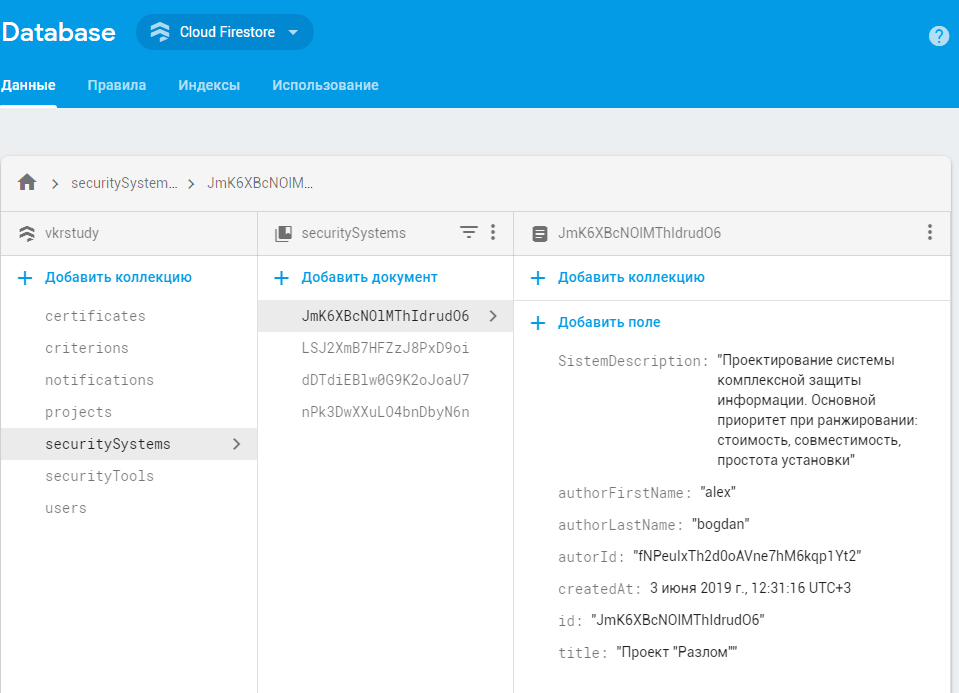 Database
Cloud Firestore
?
Данные Правила Индексы Использование
securitySystem... JmK6XBcNOlM...
vkrstudy
Добавить коллекцию
certificates
criterions
notifications
projects
securitySystems
securityTools
users
securitySystems
Добавить документ
JmK6XBcNOlMThIdrudO6
LSJ2XmB7HFZzJ8PxD9oi
dDTdiEBlw0G9K2oJoaU7
nPk3DwXXuLO4bnDbyN6n
JmK6XBcNOlMThIdrudO6
Добавить коллекцию
Добавить поле
SistemDescription: "Проектирование системы
комплексной защиты
информации. Основной
приоритет при ранжировании:
стоимость, совместимость,
простота установки"
authorFirstName: "alex"
authorLastName: "bogdan"
autorId: "fNPeuIxTh2d0oAVne7hM6kqp1Yt2"
createdAt: 3 июня 2019 г., 12:31:16 UTC+3
id: "JmK6XBcNOlMThIdrudO6"
title: "Проект "Разлом""